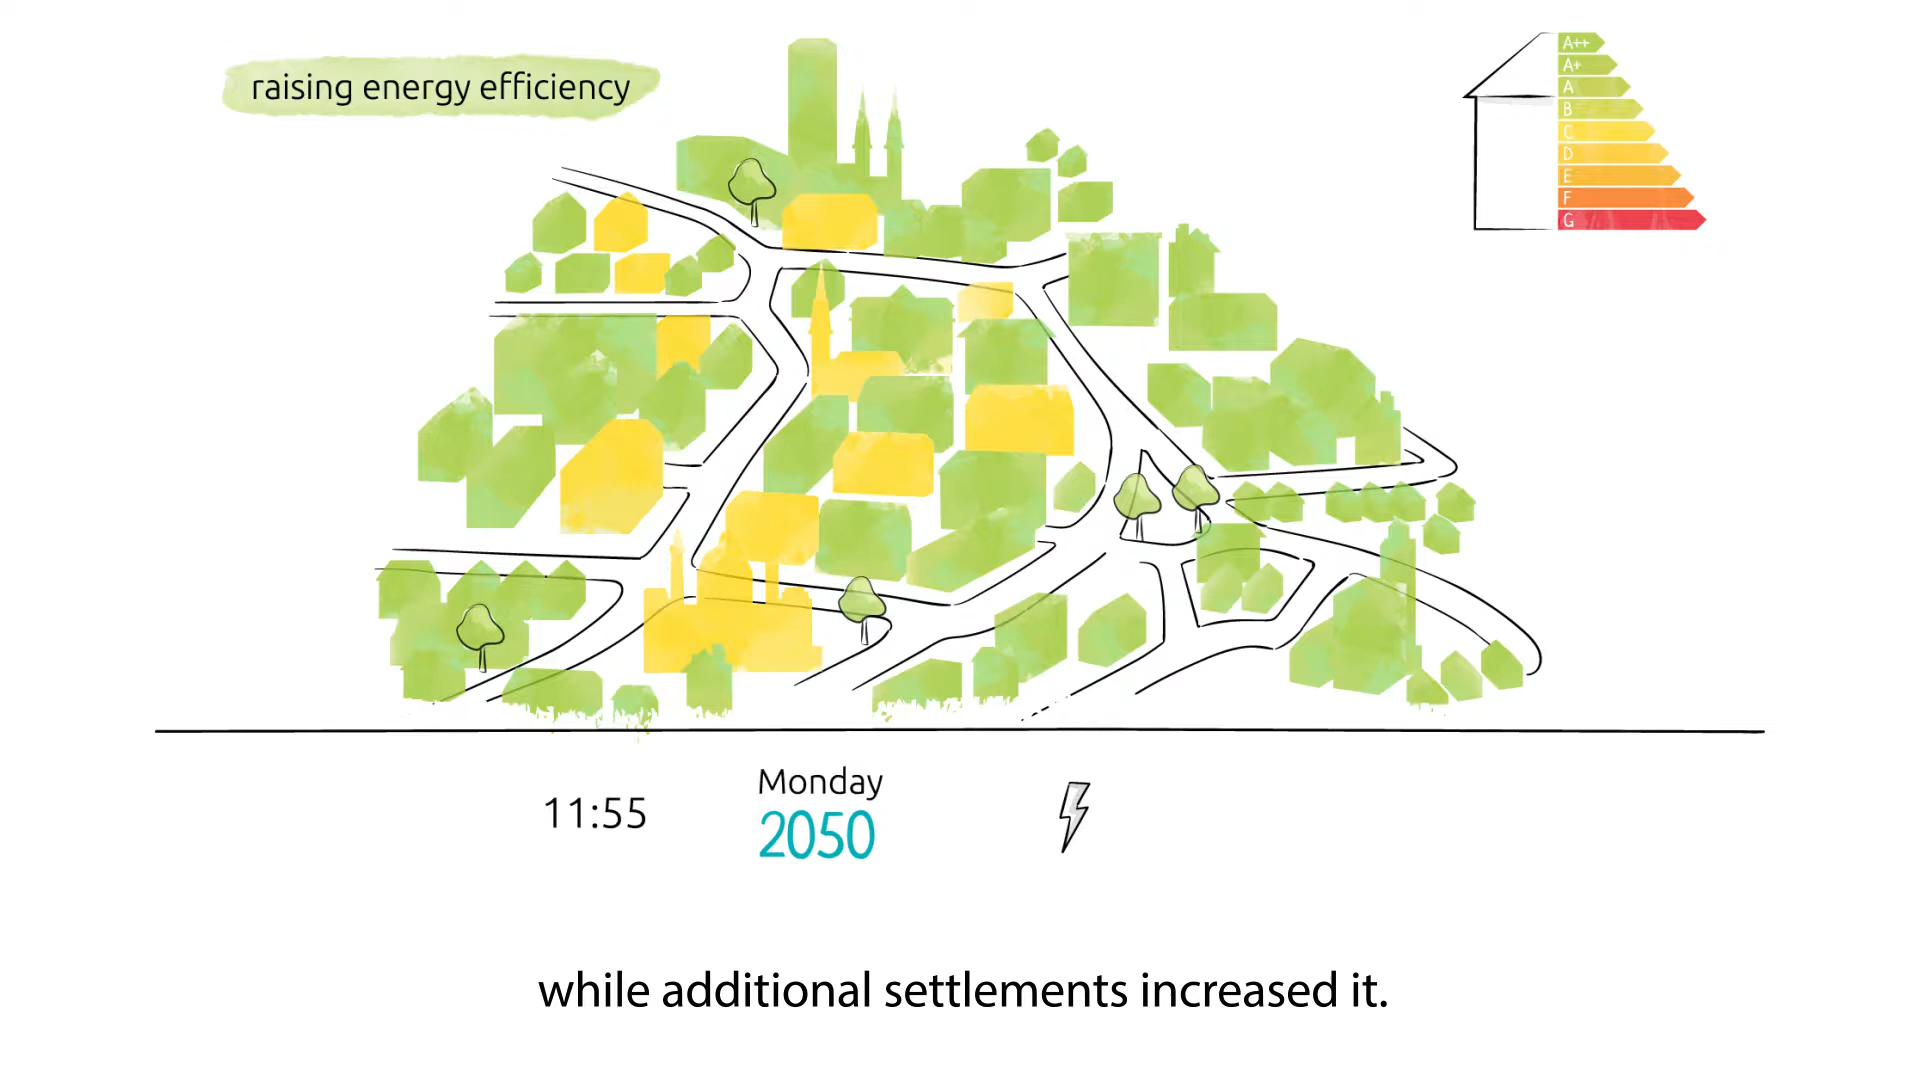 raising energy efficiency
A++
A+
A
B
C
D
E
F
G
11:55
Monday
2050
while additional settlements increased it.